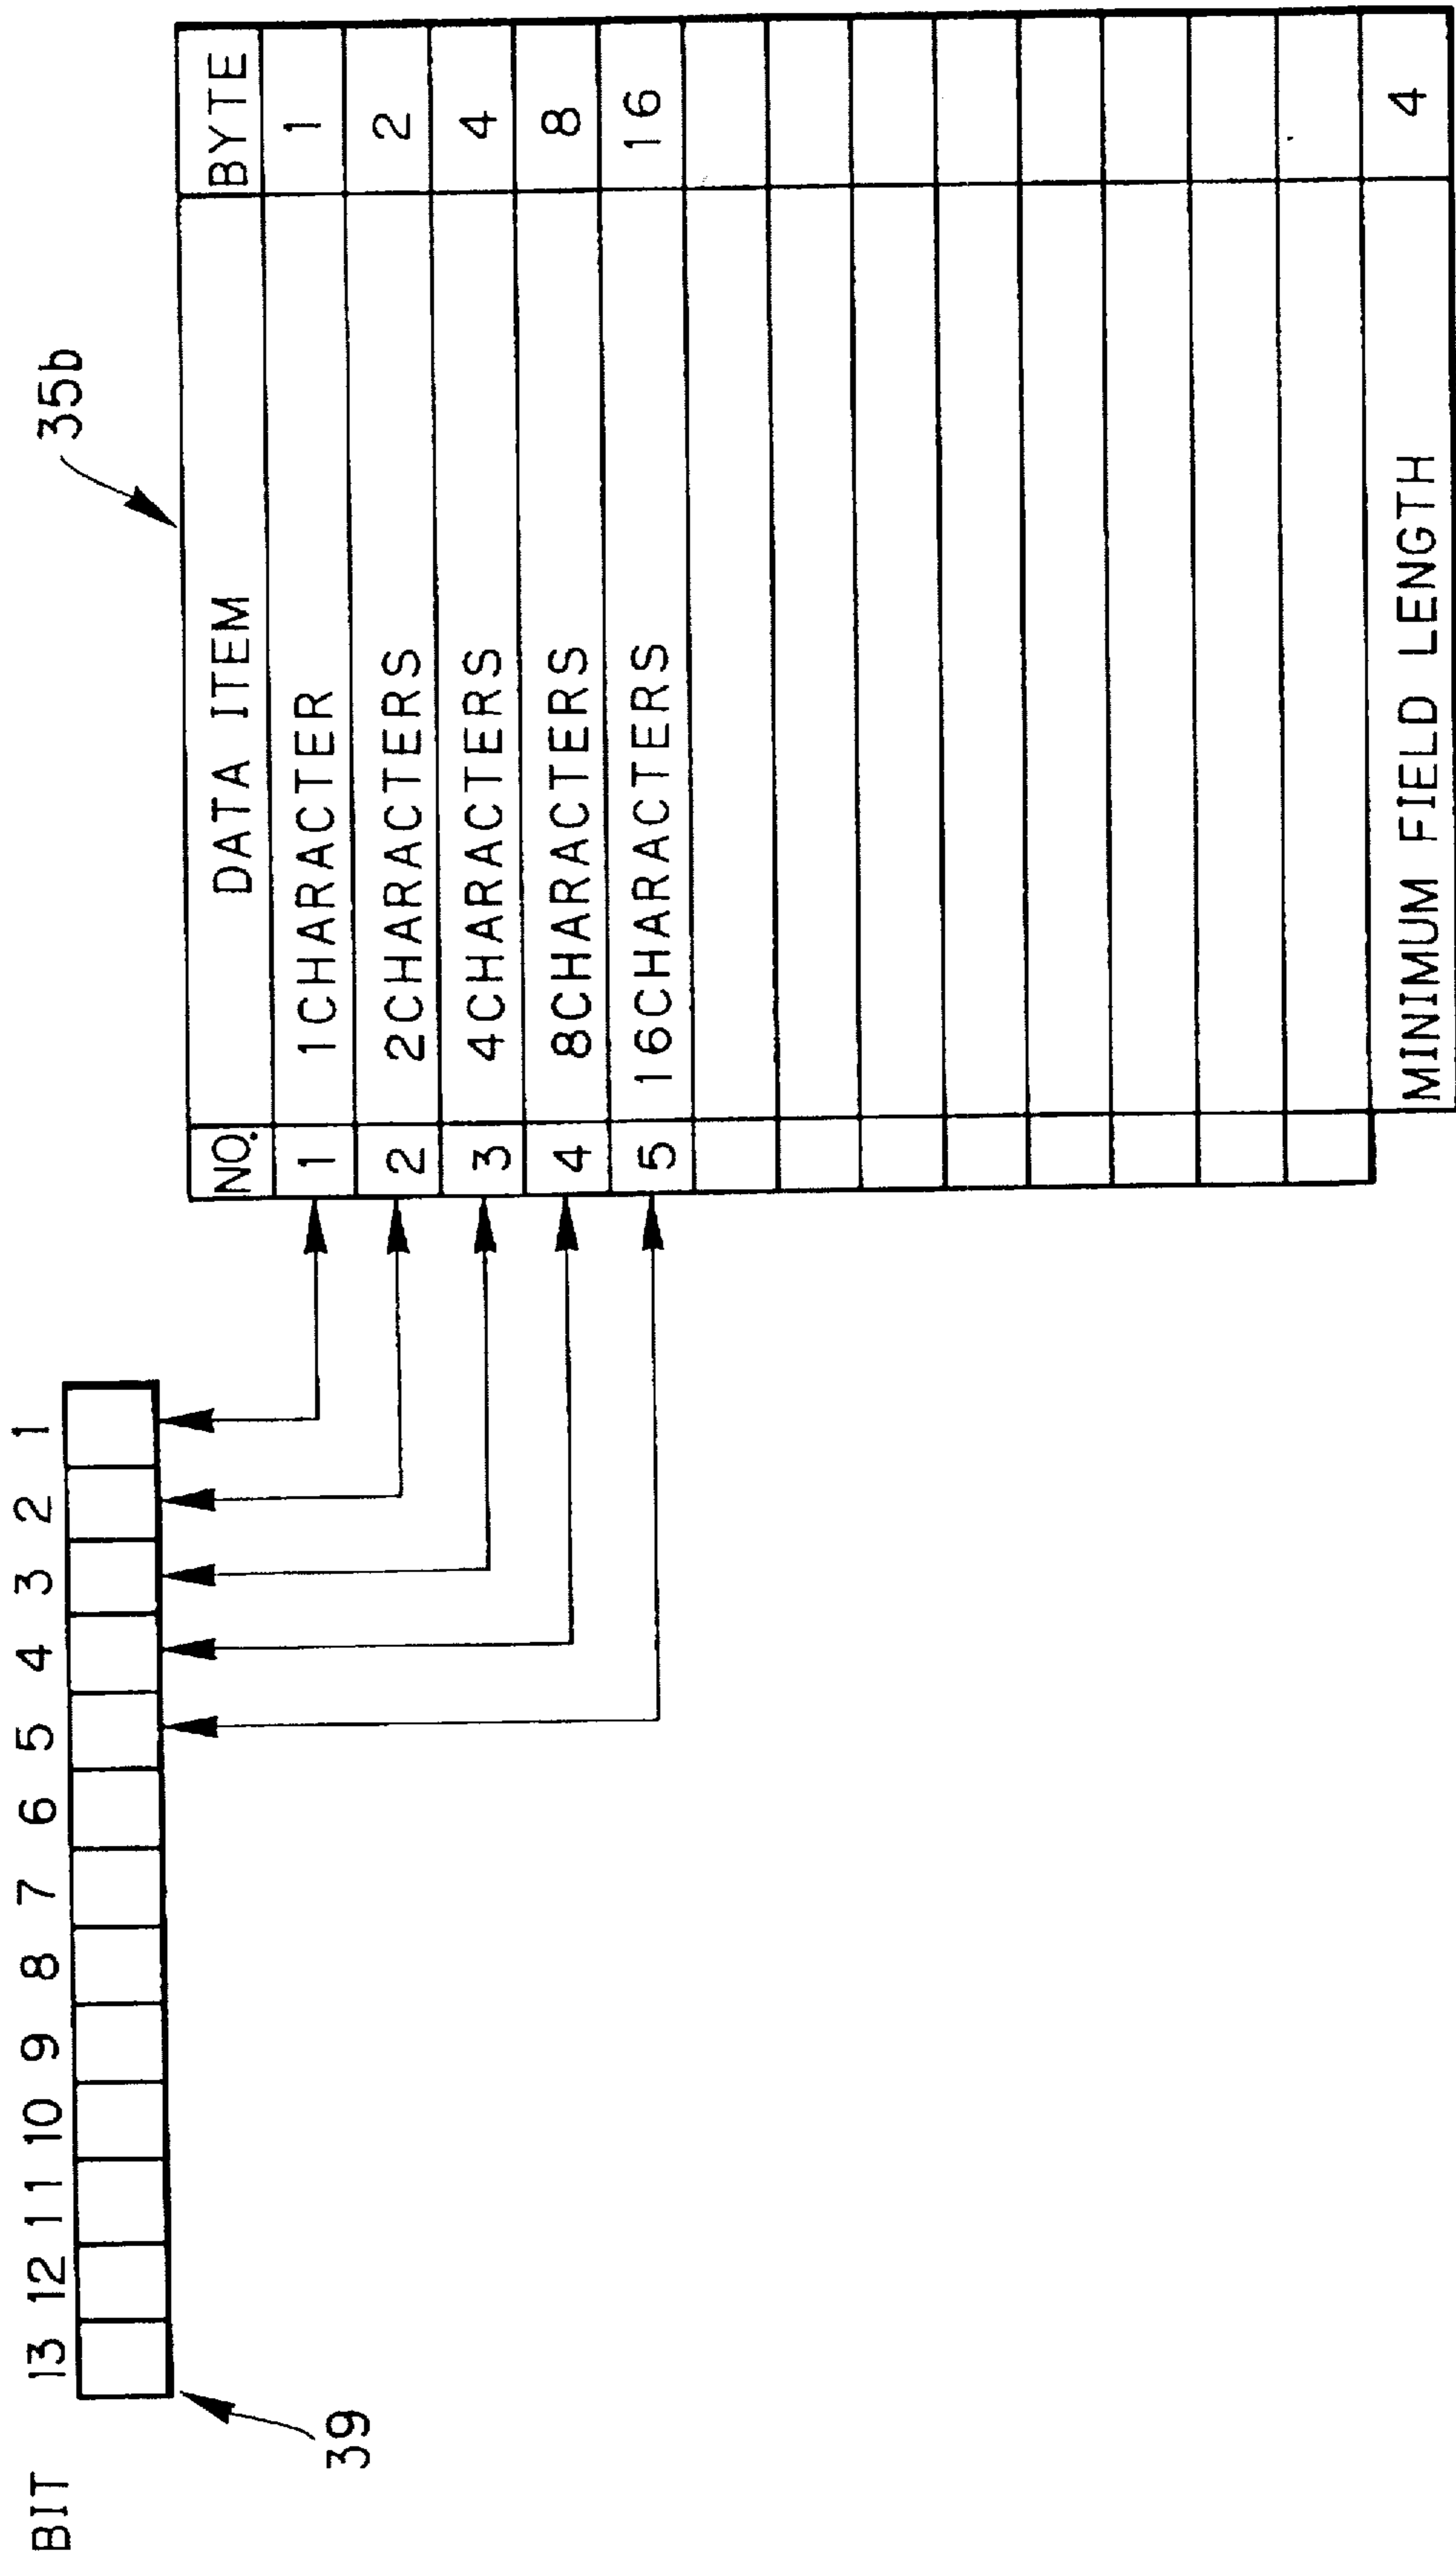 BIT 13 12 11 10 9 8 7 6 5 4 3 2 1
39
35b
NO. DATA ITEM BYTE
1 1CHARACTER 1
2 2CHARACTERS 2
3 4CHARACTERS 4
4 8CHARACTERS 8
5 16CHARACTERS 16
MINIMUM FIELD LENGTH 4